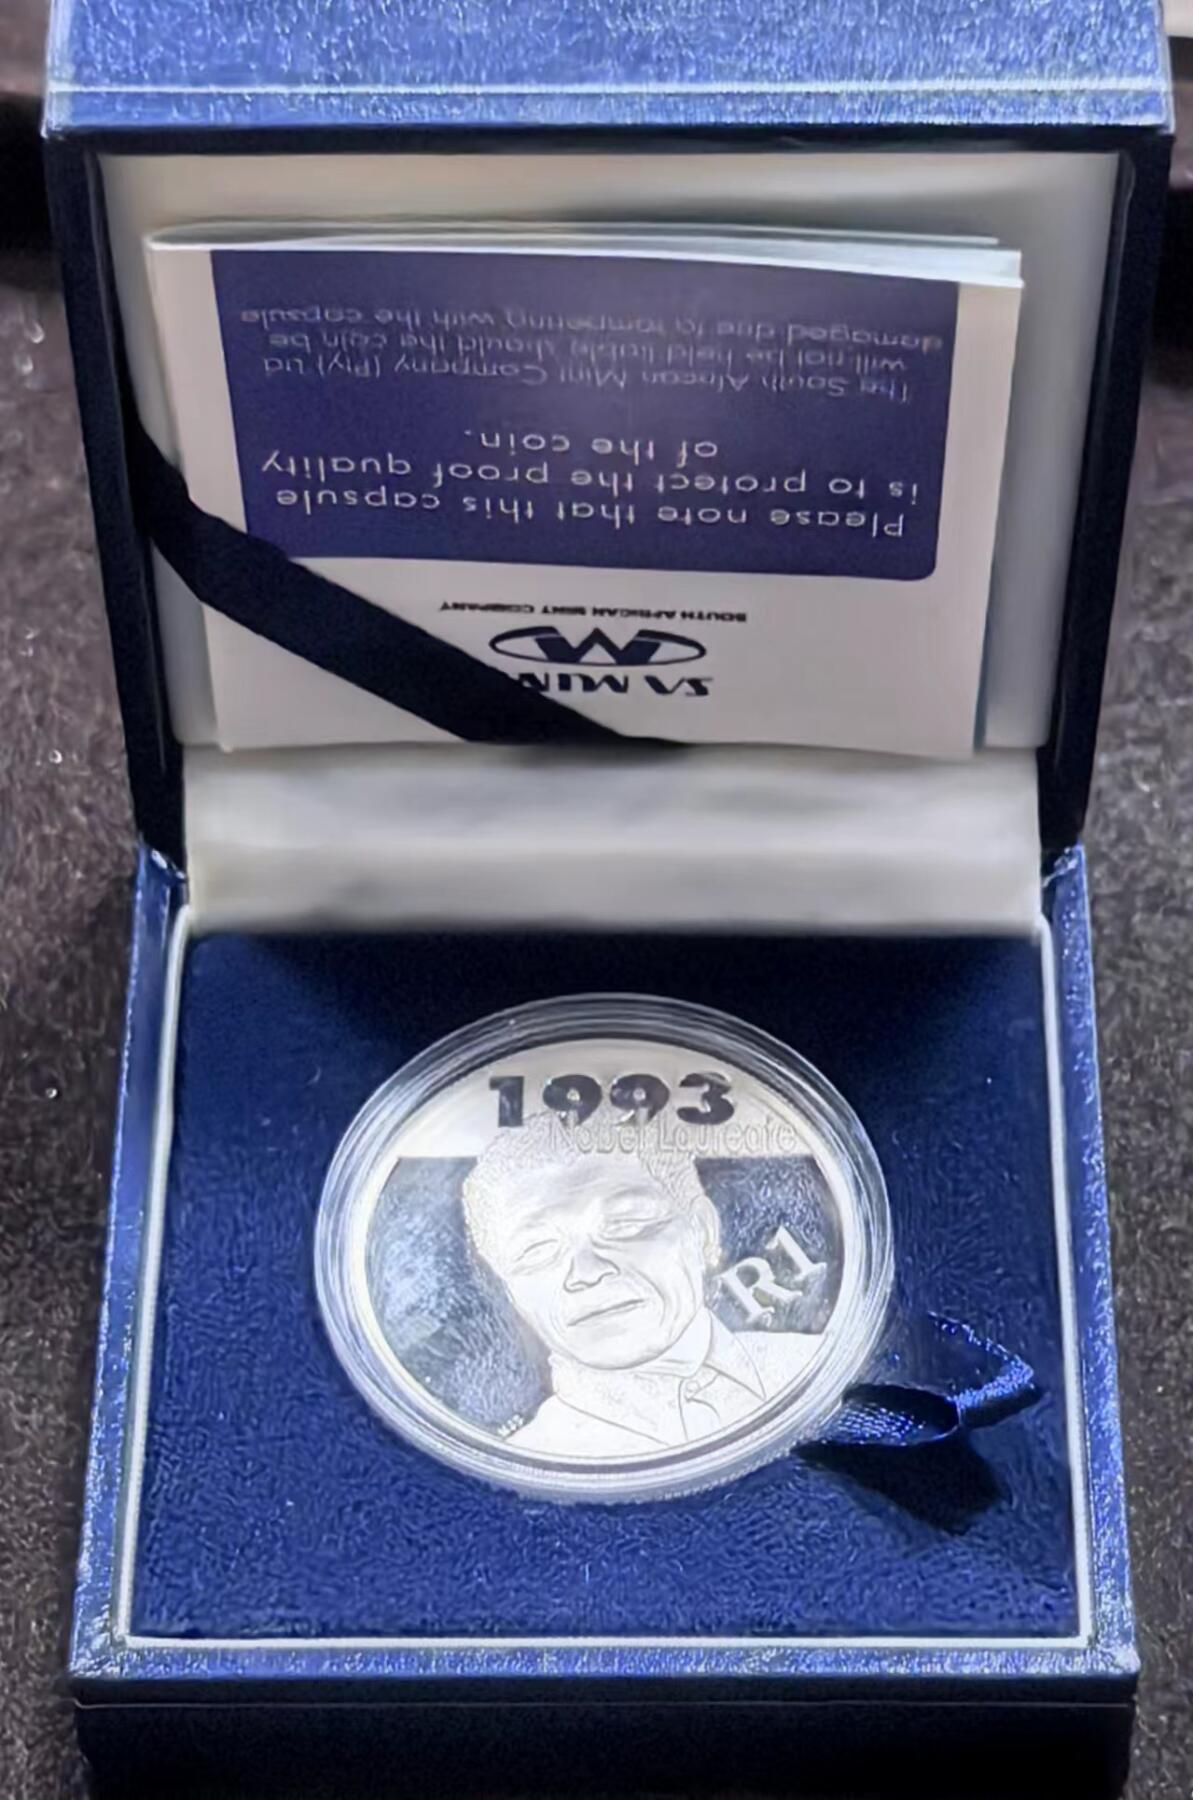 SA MIN
SOUTH AFRICAN MINT COMPANY
Please note that this capsule
is to protect the proof quality
of the coin.
The South African Mint Company (Pty) Ltd
will not be held liable should the coin be
damaged due to tampering with the capsule
1993
Nobel Laureate
R1